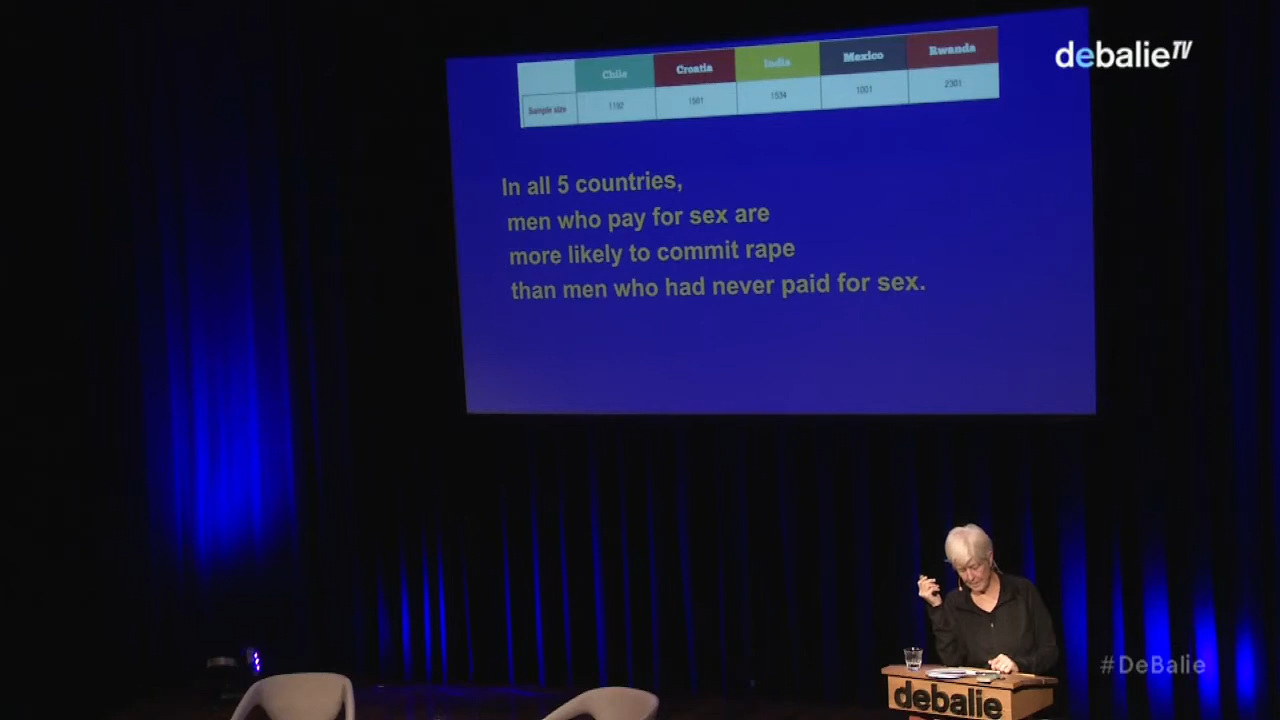 debalieTV
Chile Croatia India Mexico Rwanda
Sample size 1192 1501 1534 1001 2301
In all 5 countries,
men who pay for sex are
more likely to commit rape
than men who had never paid for sex.
#DeBalie
debalie